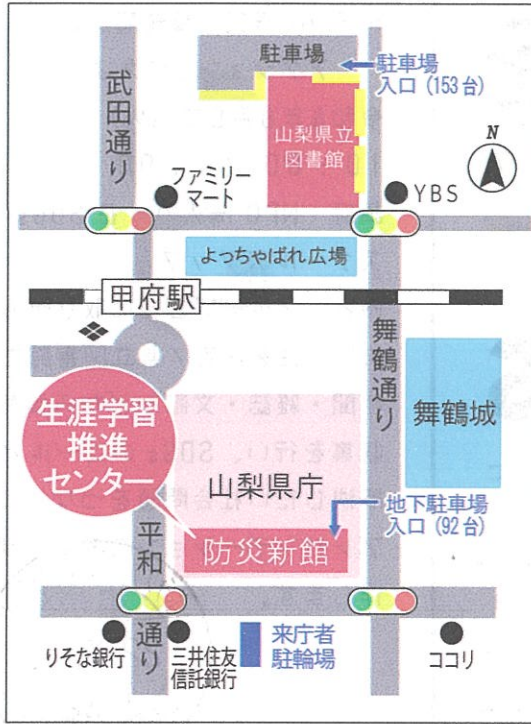 駐車場
駐車場
入口（153台）
武田通り
山梨県立
図書館
N
ファミリー
マート
YBS
よっちゃばれ広場
甲府駅
舞鶴通り
舞鶴城
生涯学習
推進
センター
山梨県庁
地下駐車場
入口（92台）
防災新館
平和通り
りそな銀行
三井住友
信託銀行
来庁者
駐輪場
ココリ